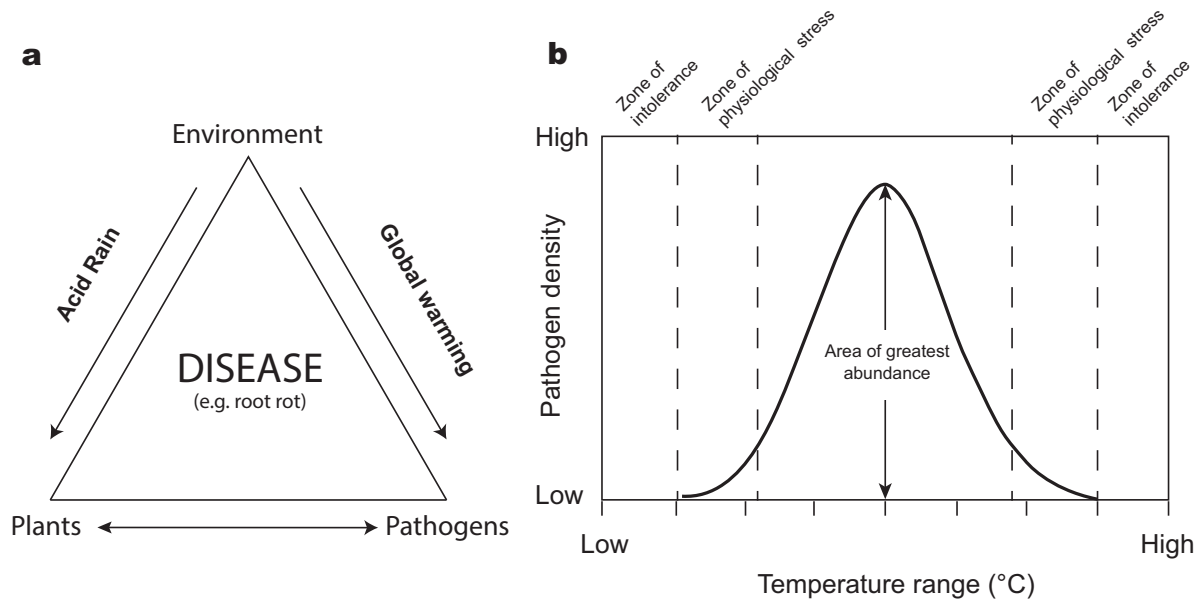 a
Environment
Acid Rain
Global warming
DISEASE
(e.g. root rot)
Plants
Pathogens
b
Zone of
intolerance
Zone of
physiological stress
Zone of
physiological stress
Zone of
intolerance
High
Pathogen density
Area of greatest
abundance
Low
Low
High
Temperature range (°C)